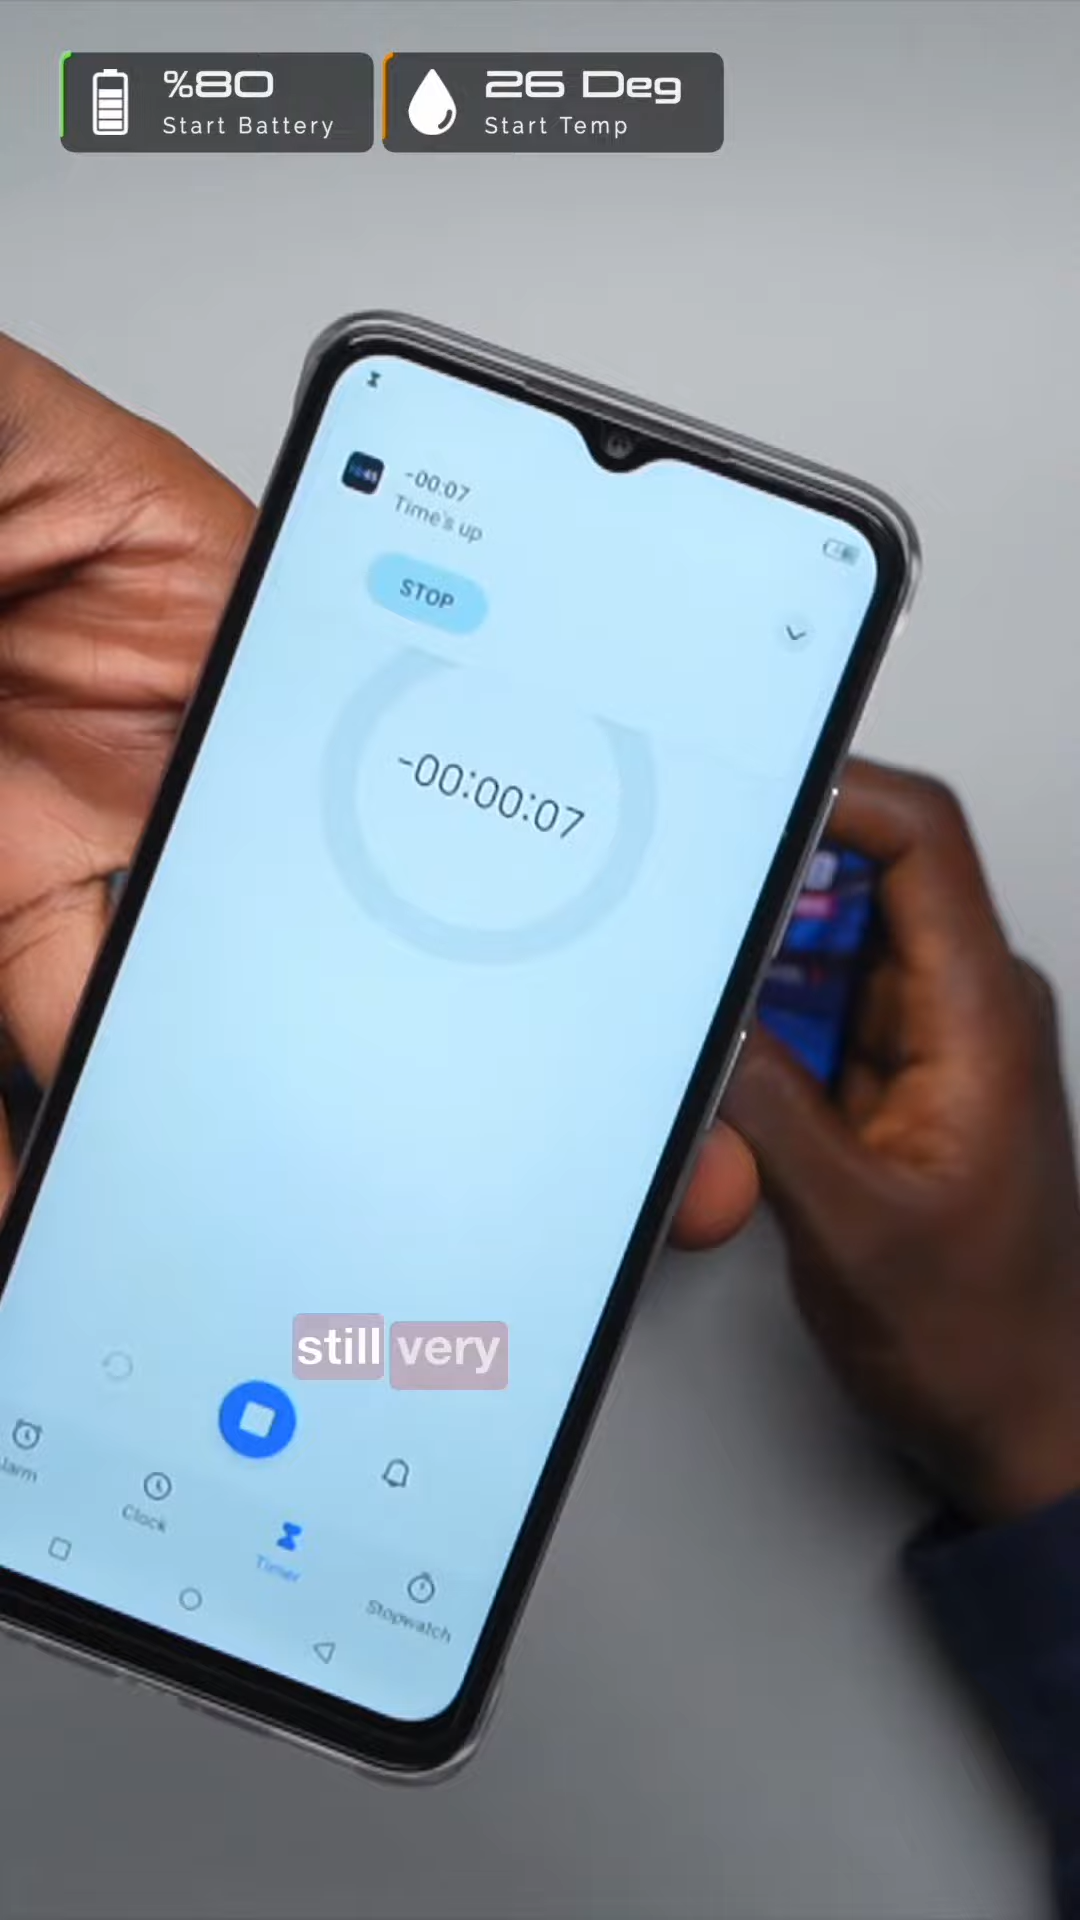 %80
Start Battery
26 Deg
Start Temp
-00:07
Time's up
STOP
-00:00:07
still very
Alarm
Clock
Timer
Stopwatch